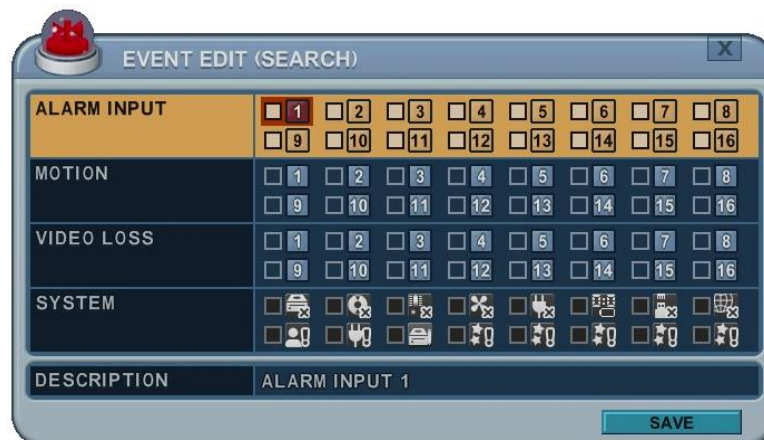 EVENT EDIT (SEARCH)
X
ALARM INPUT
1 2 3 4 5 6 7 8
9 10 11 12 13 14 15 16
MOTION
1 2 3 4 5 6 7 8
9 10 11 12 13 14 15 16
VIDEO LOSS
1 2 3 4 5 6 7 8
9 10 11 12 13 14 15 16
SYSTEM
DESCRIPTION
ALARM INPUT 1
SAVE